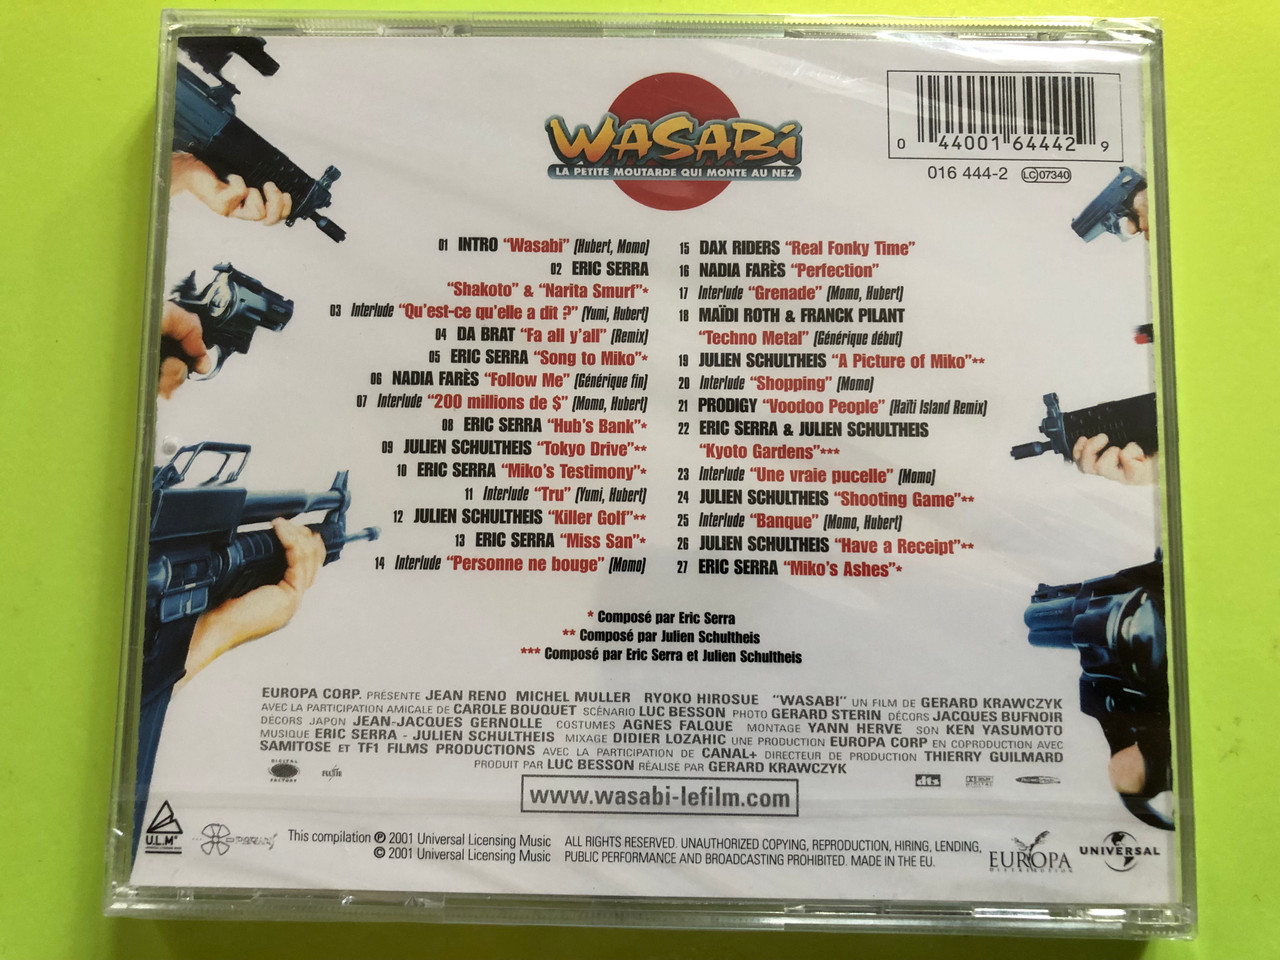 WASABi
LA PETITE MOUTARDE QUI MONTE AU NEZ
0 44001 64442 9
016 444-2 LC 07340
01 INTRO “Wasabi” (Hubert, Momo)
02 ERIC SERRA
“Shakoto” & “Narita Smurf”*
03 Interlude “Qu'est-ce qu'elle a dit ?” (Yumi, Hubert)
04 DA BRAT “Fa all y'all” (Remix)
05 ERIC SERRA “Song to Miko”*
06 NADIA FARÈS “Follow Me” (Générique fin)
07 Interlude “200 millions de $” (Momo, Hubert)
08 ERIC SERRA “Hub's Bank”*
09 JULIEN SCHULTHEIS “Tokyo Drive”**
10 ERIC SERRA “Miko's Testimony”*
11 Interlude “Tru” (Yumi, Hubert)
12 JULIEN SCHULTHEIS “Killer Golf”**
13 ERIC SERRA “Miss San”*
14 Interlude “Personne ne bouge” (Momo)
15 DAX RIDERS “Real Fonky Time”
16 NADIA FARÈS “Perfection”
17 Interlude “Grenade” (Momo, Hubert)
18 MAÏDI ROTH & FRANCK PILANT
“Techno Metal” (Générique début)
19 JULIEN SCHULTHEIS “A Picture of Miko”**
20 Interlude “Shopping” (Momo)
21 PRODIGY “Voodoo People” (Haïti Island Remix)
22 ERIC SERRA & JULIEN SCHULTHEIS
“Kyoto Gardens”***
23 Interlude “Une vraie pucelle” (Momo)
24 JULIEN SCHULTHEIS “Shooting Game”**
25 Interlude “Banque” (Momo, Hubert)
26 JULIEN SCHULTHEIS “Have a Receipt”**
27 ERIC SERRA “Miko's Ashes”*
* Composé par Eric Serra
** Composé par Julien Schultheis
*** Composé par Eric Serra et Julien Schultheis
EUROPA CORP. PRÉSENTE JEAN RENO MICHEL MULLER RYOKO HIROSUE "WASABI" UN FILM DE GERARD KRAWCZYK
AVEC LA PARTICIPATION AMICALE DE CAROLE BOUQUET SCÉNARIO LUC BESSON PHOTO GERARD STERIN DÉCORS JACQUES BUFNOIR
DÉCORS JAPON JEAN-JACQUES GERNOLLE COSTUMES AGNES FALQUE MONTAGE YANN HERVE SON KEN YASUMOTO
MUSIQUE ERIC SERRA - JULIEN SCHULTHEIS MIXAGE DIDIER LOZAHIC UNE PRODUCTION EUROPA CORP EN COPRODUCTION AVEC
SAMITOSE ET TF1 FILMS PRODUCTIONS AVEC LA PARTICIPATION DE CANAL+ DIRECTEUR DE PRODUCTION THIERRY GUILMARD
PRODUIT PAR LUC BESSON RÉALISE PAR GERARD KRAWCZYK
DIGITAL FACTORY
dts
www.wasabi-lefilm.com
U.L.M
This compilation ℗ 2001 Universal Licensing Music
© 2001 Universal Licensing Music
ALL RIGHTS RESERVED. UNAUTHORIZED COPYING, REPRODUCTION, HIRING, LENDING,
PUBLIC PERFORMANCE AND BROADCASTING PROHIBITED. MADE IN THE EU.
EUROPA
DISTRIBUTION
UNIVERSAL